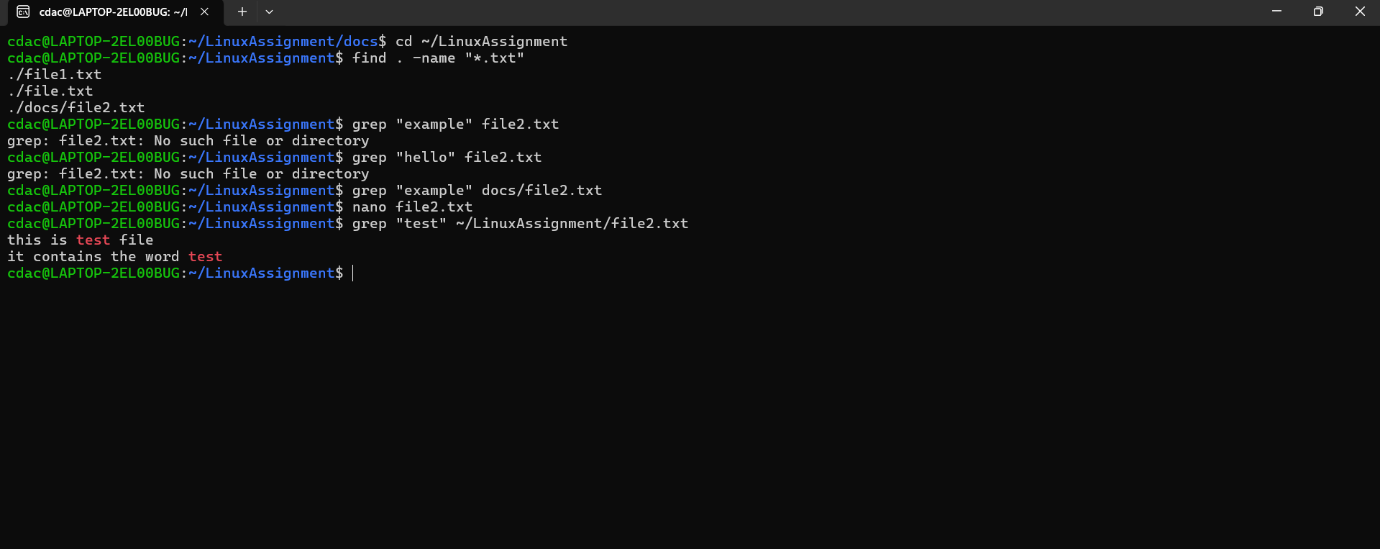 cdac@LAPTOP-2EL00BUG: ~/l
cdac@LAPTOP-2EL00BUG:~/LinuxAssignment/docs$ cd ~/LinuxAssignment
cdac@LAPTOP-2EL00BUG:~/LinuxAssignment$ find . -name "*.txt"
./file1.txt
./file.txt
./docs/file2.txt
cdac@LAPTOP-2EL00BUG:~/LinuxAssignment$ grep "example" file2.txt
grep: file2.txt: No such file or directory
cdac@LAPTOP-2EL00BUG:~/LinuxAssignment$ grep "hello" file2.txt
grep: file2.txt: No such file or directory
cdac@LAPTOP-2EL00BUG:~/LinuxAssignment$ grep "example" docs/file2.txt
cdac@LAPTOP-2EL00BUG:~/LinuxAssignment$ nano file2.txt
cdac@LAPTOP-2EL00BUG:~/LinuxAssignment$ grep "test" ~/LinuxAssignment/file2.txt
this is test file
it contains the word test
cdac@LAPTOP-2EL00BUG:~/LinuxAssignment$